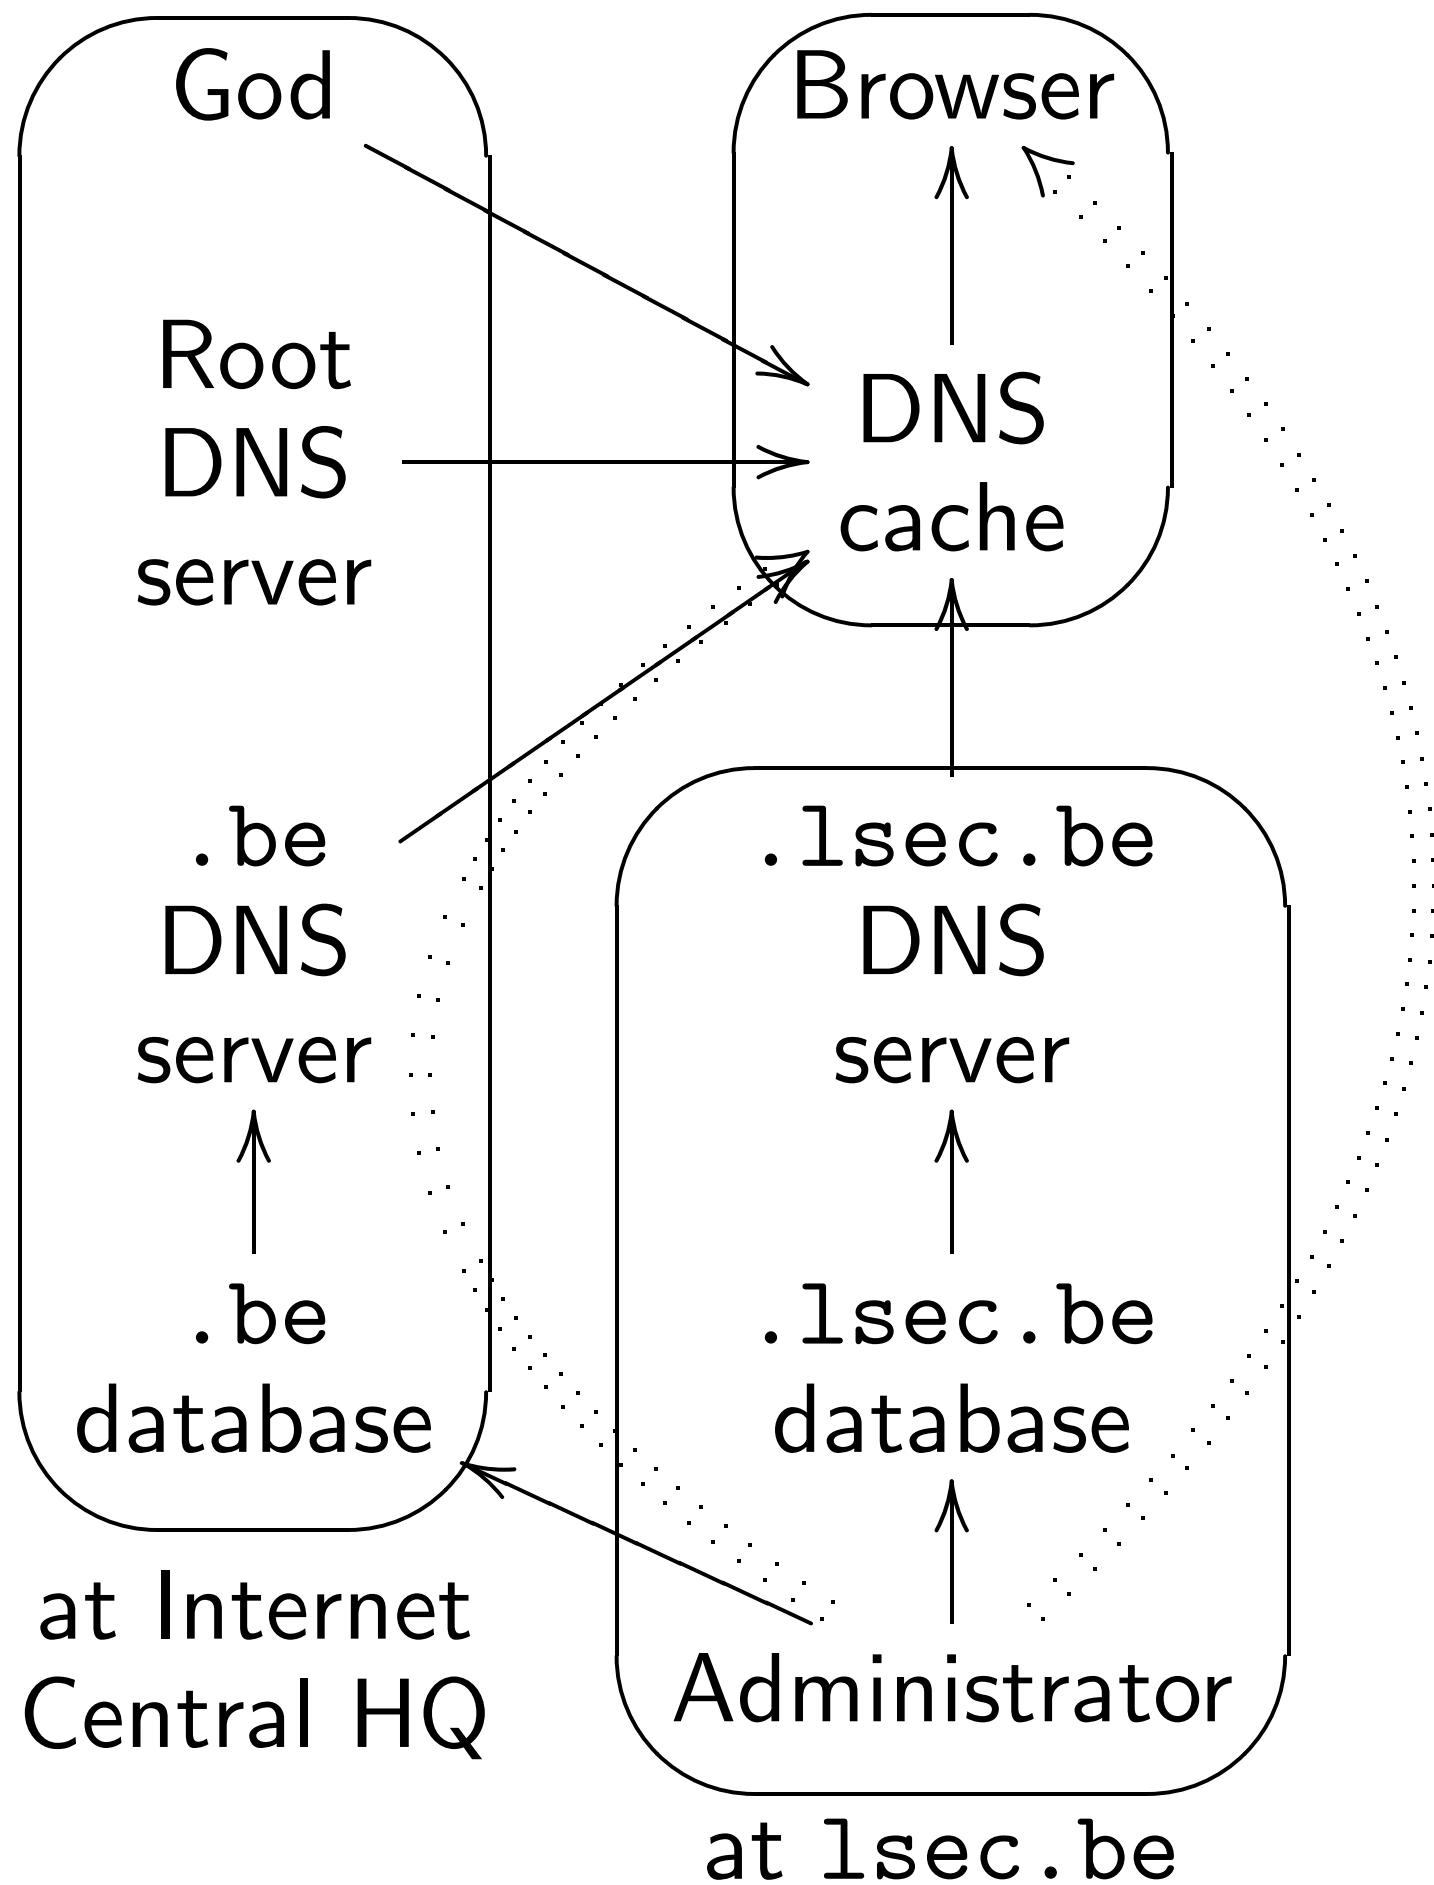 God
Root
DNS
server
.be
DNS
server
.be
database
at Internet
Central HQ
Browser
DNS
cache
.lsec.be
DNS
server
.lsec.be
database
Administrator
at lsec.be